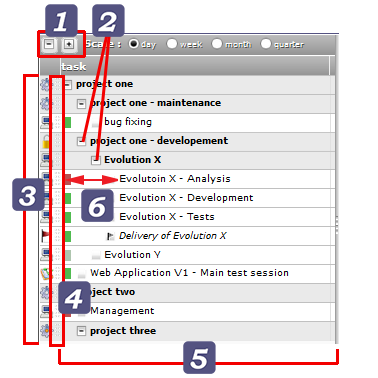 1
2
Scale : day week month quarter
task
project one
project one - maintenance
bug fixing
project one - developement
Evolution X
Evolutoin X - Analysis
3
6
Evolution X - Development
Evolution X - Tests
Delivery of Evolution X
Evolution Y
Web Application V1 - Main test session
4
oject two
Management
project three
5